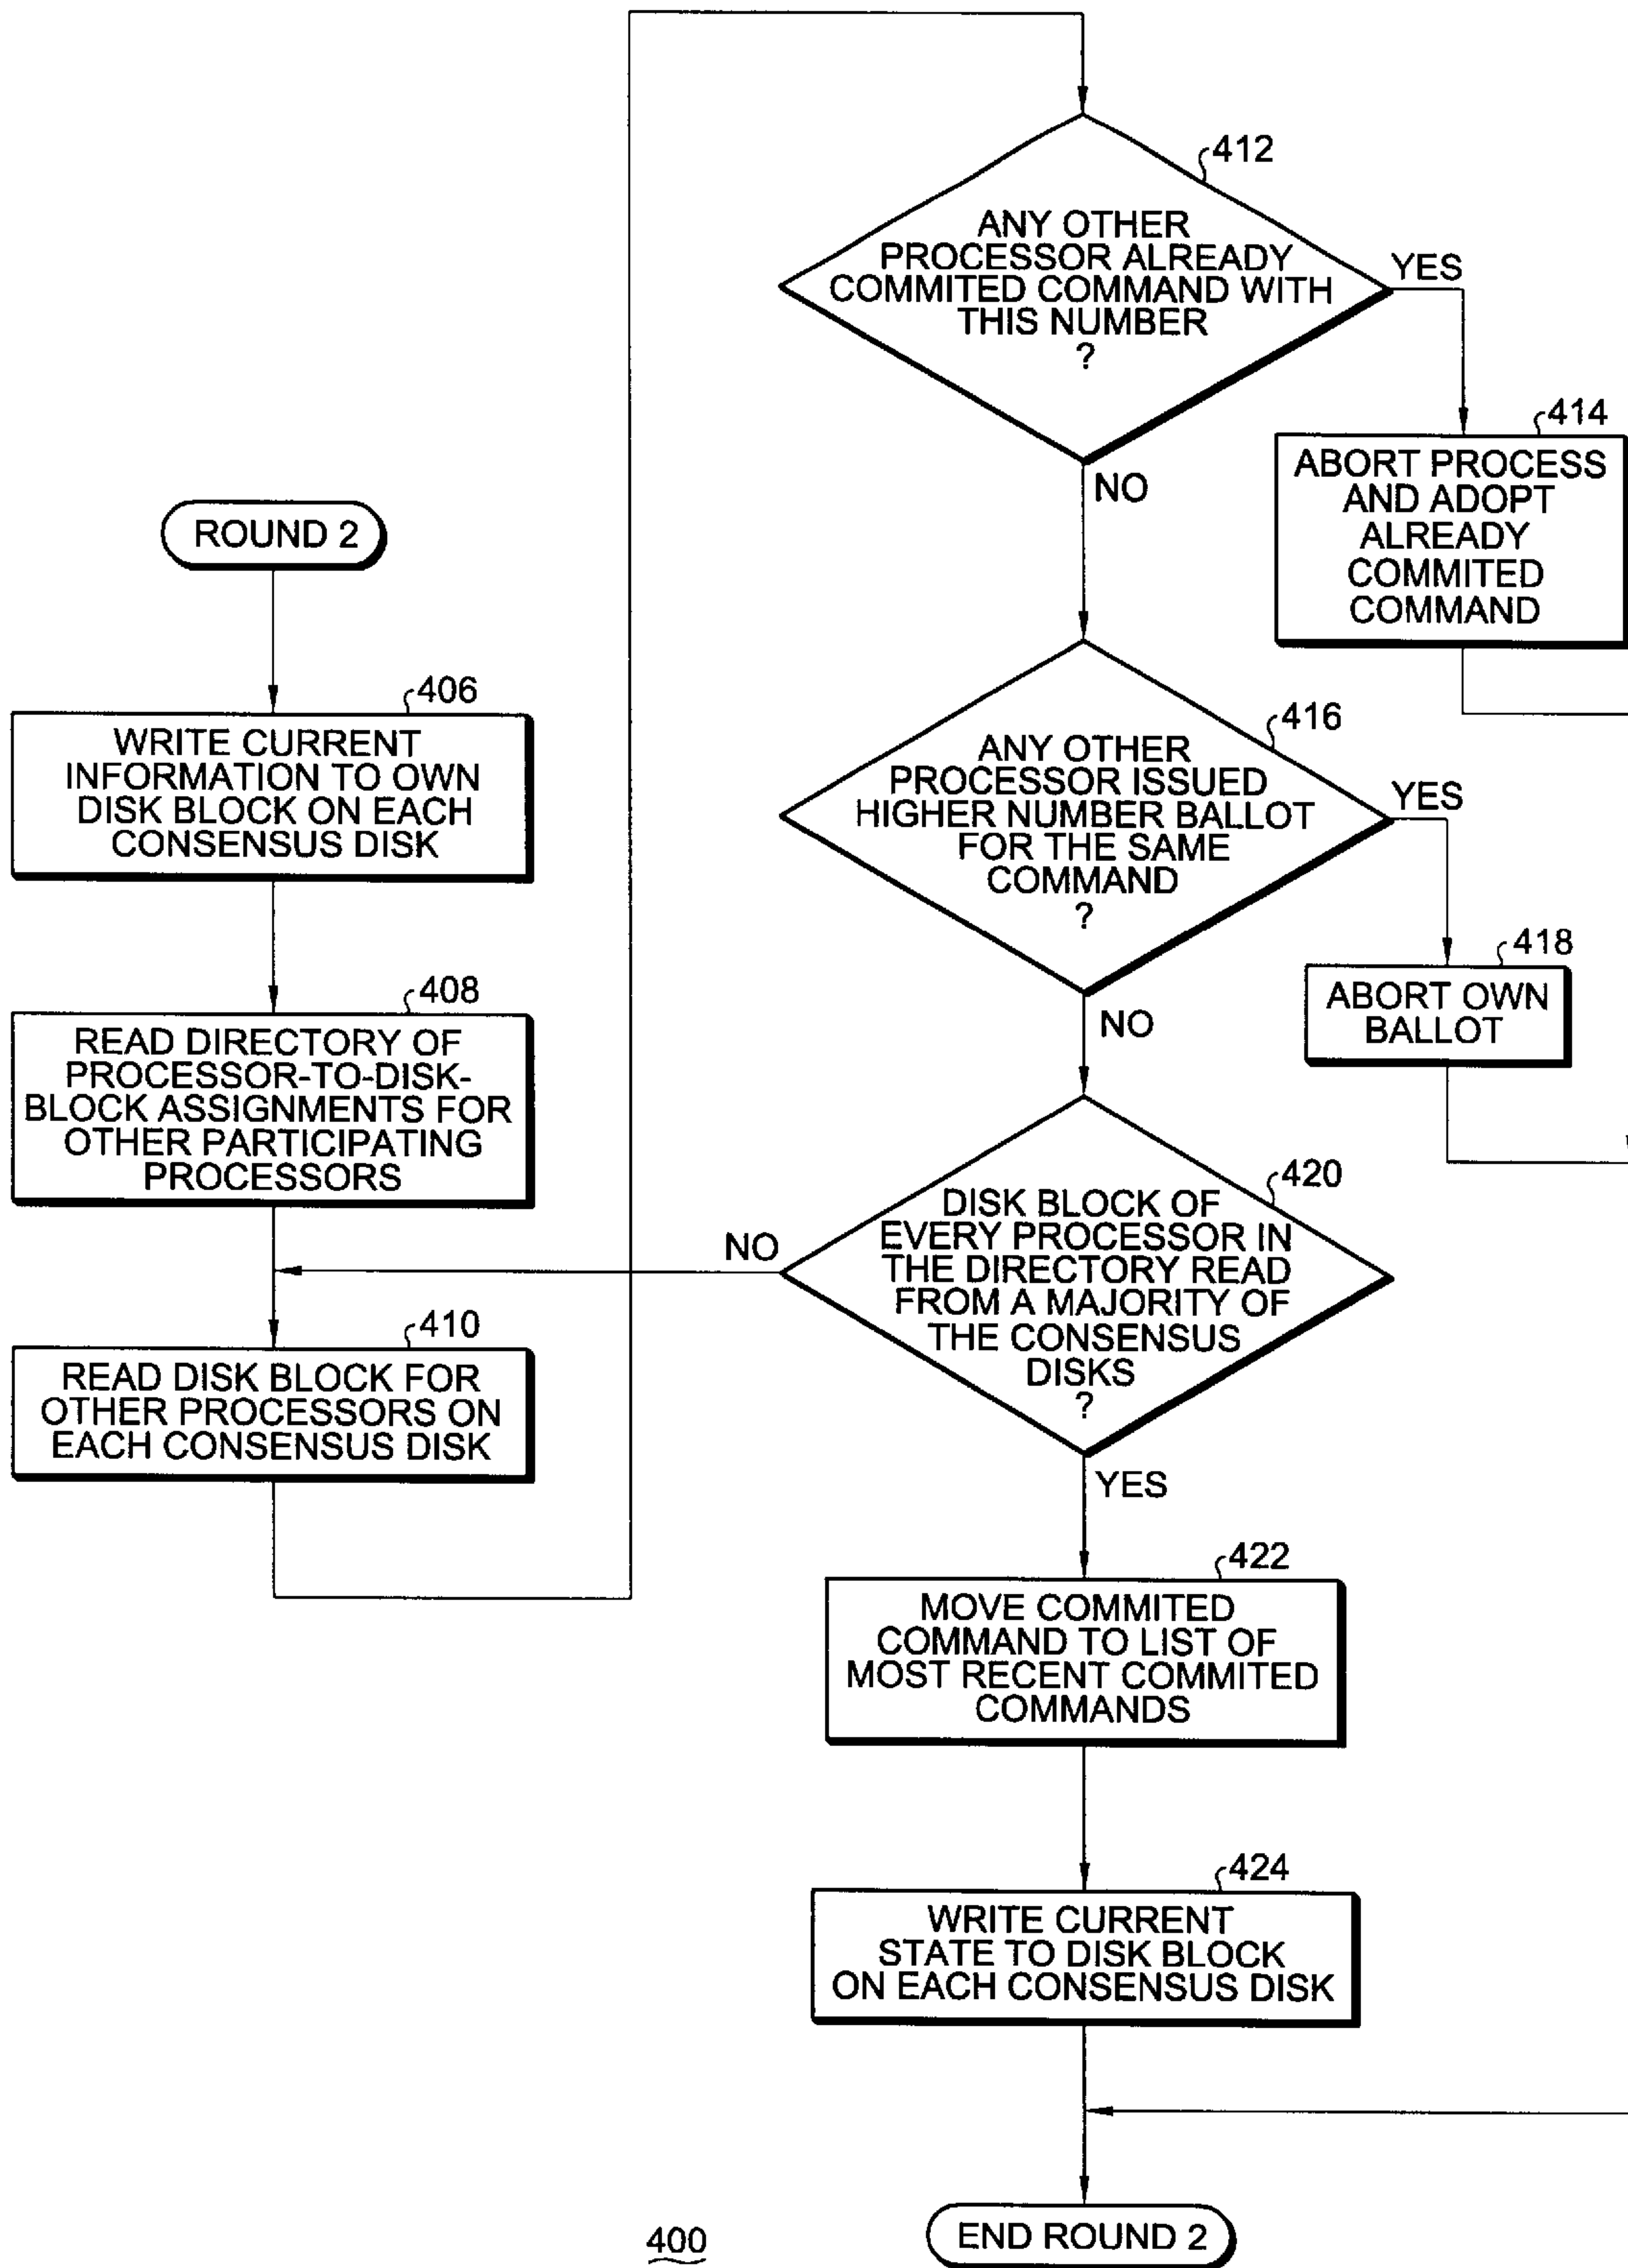 ROUND 2
406
WRITE CURRENT
INFORMATION TO OWN
DISK BLOCK ON EACH
CONSENSUS DISK
408
READ DIRECTORY OF
PROCESSOR-TO-DISK-
BLOCK ASSIGNMENTS FOR
OTHER PARTICIPATING
PROCESSORS
410
READ DISK BLOCK FOR
OTHER PROCESSORS ON
EACH CONSENSUS DISK
412
ANY OTHER
PROCESSOR ALREADY
COMMITED COMMAND WITH
THIS NUMBER
?
YES
NO
414
ABORT PROCESS
AND ADOPT
ALREADY
COMMITED
COMMAND
416
ANY OTHER
PROCESSOR ISSUED
HIGHER NUMBER BALLOT
FOR THE SAME
COMMAND
?
YES
NO
418
ABORT OWN
BALLOT
420
DISK BLOCK OF
EVERY PROCESSOR IN
THE DIRECTORY READ
FROM A MAJORITY OF
THE CONSENSUS
DISKS
?
NO
YES
422
MOVE COMMITED
COMMAND TO LIST OF
MOST RECENT COMMITED
COMMANDS
424
WRITE CURRENT
STATE TO DISK BLOCK
ON EACH CONSENSUS DISK
END ROUND 2
400